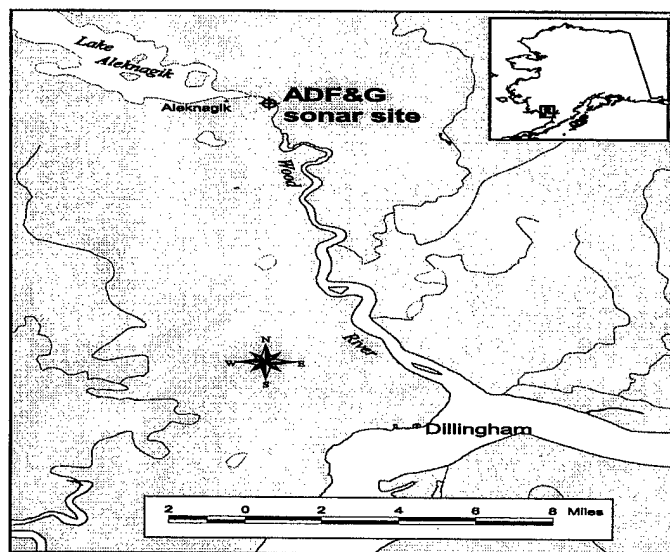 Lake
Aleknagik
Aleknagik
ADF&G
sonar site
Wood
River
N
W E
S
Dillingham
2 0 2 4 6 8 Miles